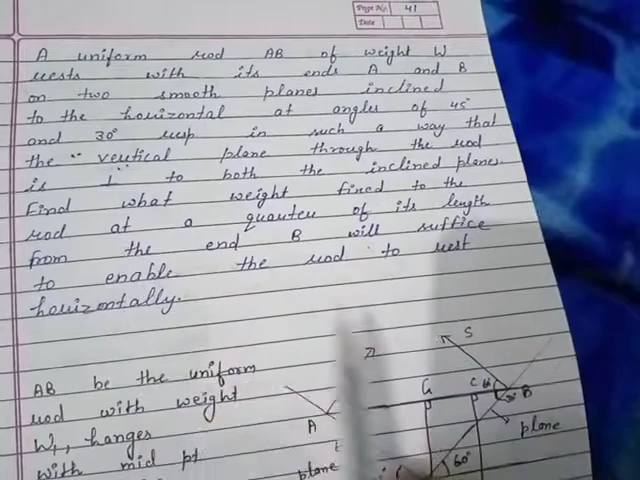 Page No. 41
Date
A uniform rod AB of weight W
rests with its ends A and B
on two smooth planes inclined
to the horizontal at angles of 45°
and 30° resp in such a way that
the vertical plane through the rod
is ⊥ to both the inclined planes.
Find what weight fixed to the
rod at a quarter of its length
from the end B will suffice
to enable the rod to rest
horizontally.
AB be the uniform
rod with weight
W, hanges
with mid pt
S
R
G
C
B
A
plane
60°
plane